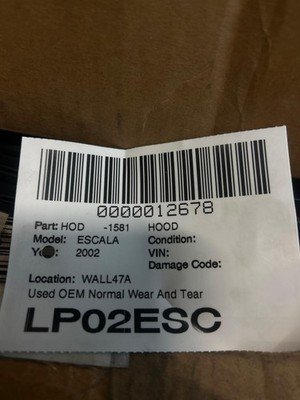 0000012678
Part: HOD -1581 HOOD
Model: ESCALA Condition:
2002 VIN:
Damage Code:
Location: WALL47A
Used OEM Normal Wear And Tear
LP02ESC